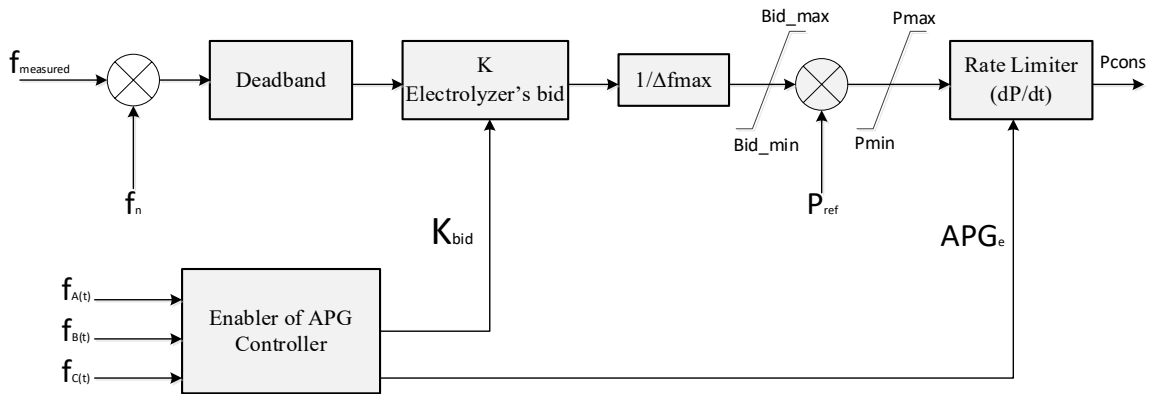 Bid_max
Pmax
fmeasured
Deadband
K
Electrolyzer's bid
1/Δfmax
Rate Limiter
(dP/dt)
Pcons
Bid_min
Pmin
fn
Pref
Kbid
APGe
fA(t)
fB(t)
fC(t)
Enabler of APG
Controller